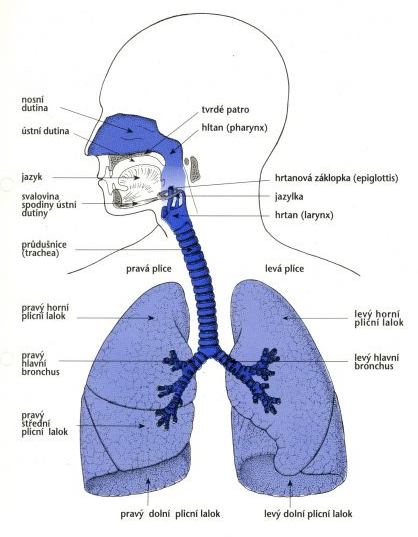 nosní
dutina
ústní dutina
jazyk
svalovina
spodiny ústní
dutiny
průdušnice
(trachea)
tvrdé patro
hltan (pharynx)
hrtanová záklopka (epiglottis)
jazylka
hrtan (larynx)
pravá plíce
levá plíce
pravý horní
plicní lalok
pravý
hlavní
bronchus
pravý
střední
plicní lalok
levý horní
plicní lalok
levý hlavní
bronchus
pravý dolní plicní lalok
levý dolní plicní lalok